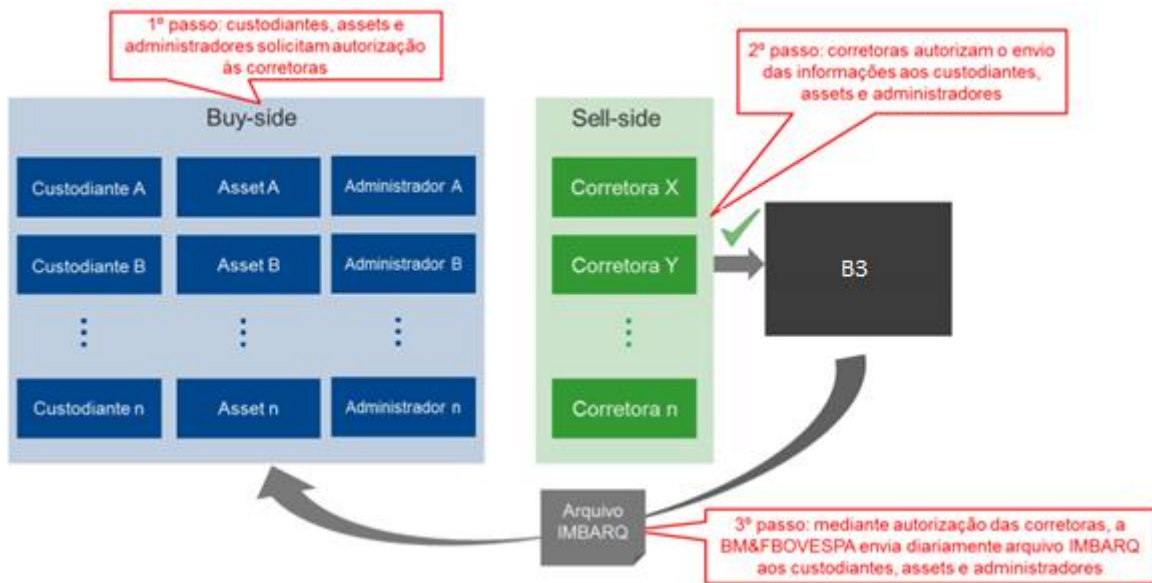 1º passo: custodiantes, assets e
administradores solicitam autorização
às corretoras
2º passo: corretoras autorizam o envio
das informações aos custodiantes,
assets e administradores
Buy-side
Sell-side
Custodiante A
Asset A
Administrador A
Corretora X
Custodiante B
Asset B
Administrador B
Corretora Y
B3
Custodiante n
Asset n
Administrador n
Corretora n
Arquivo
IMBARQ
3º passo: mediante autorização das corretoras, a
BM&FBOVESPA envia diariamente arquivo IMBARQ
aos custodiantes, assets e administradores